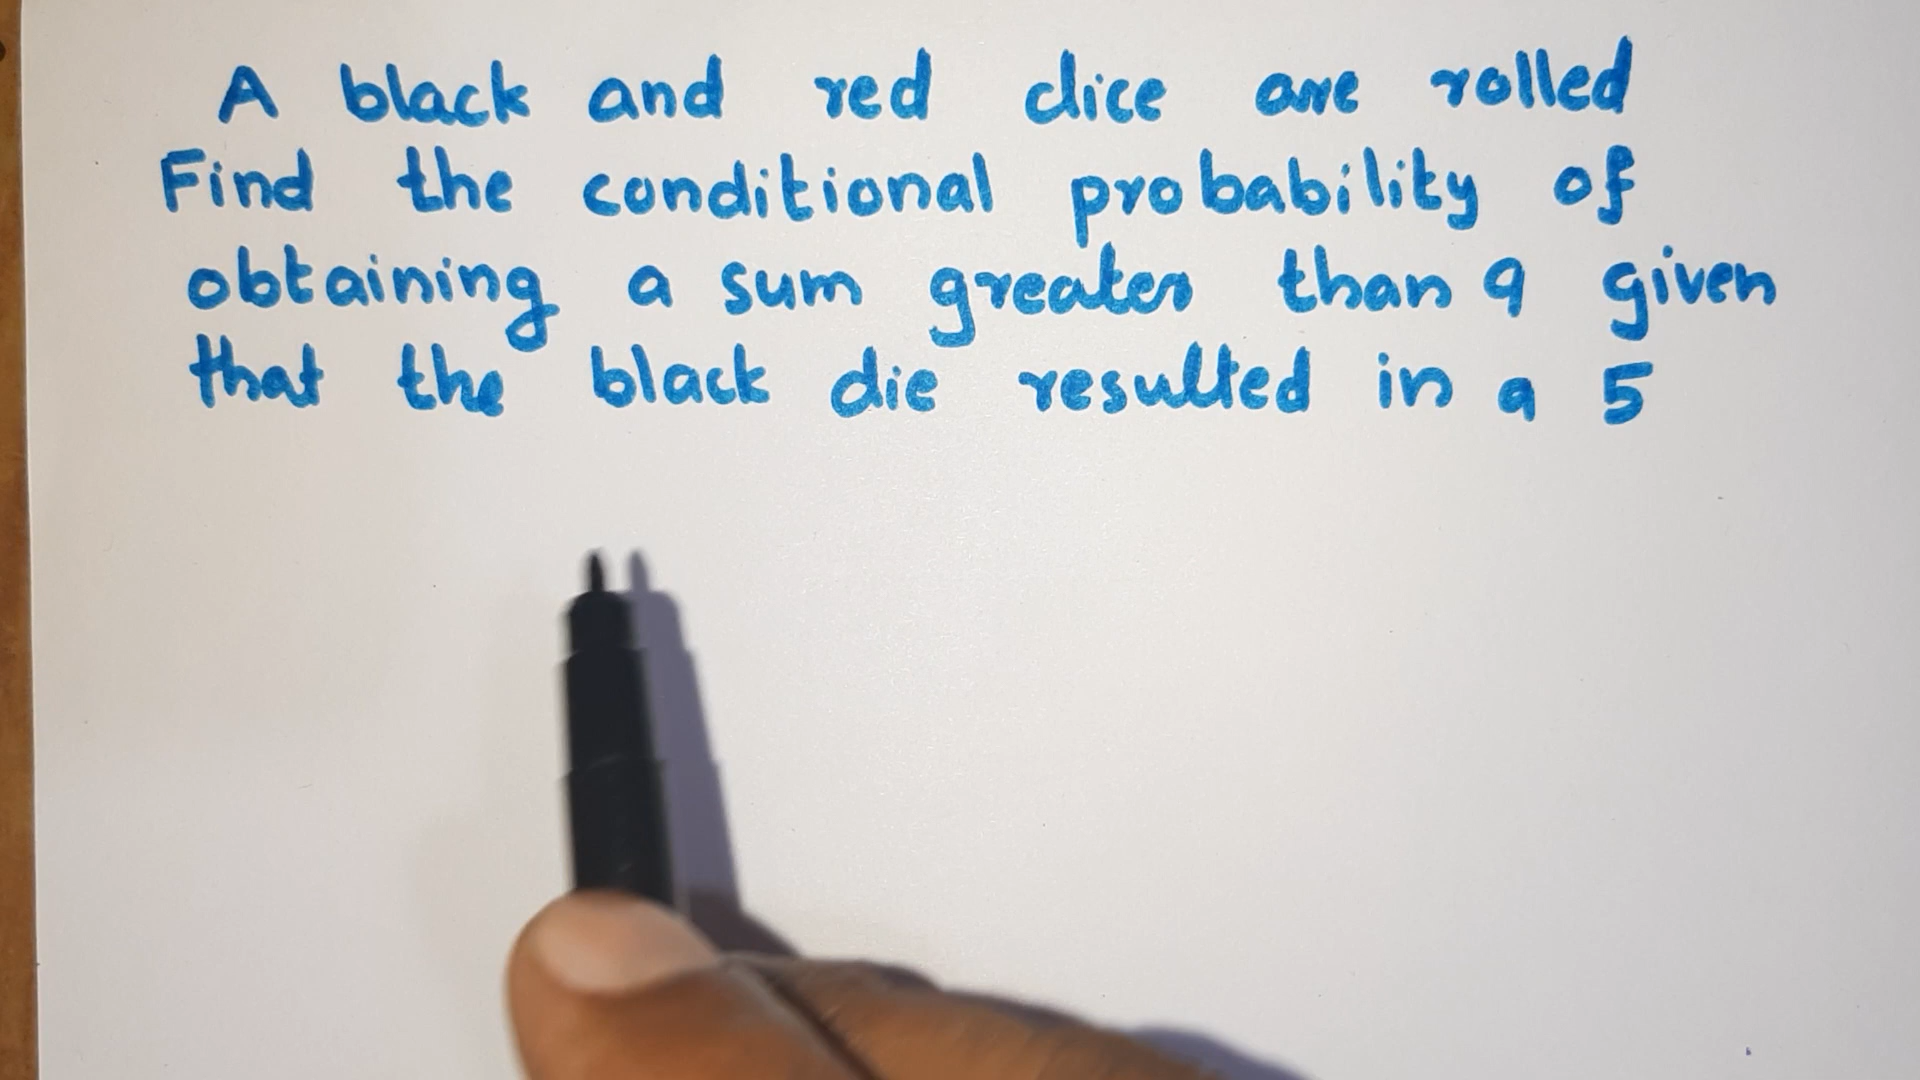 A black and red dice are rolled
Find the conditional probability of
obtaining a sum greater than 9 given
that the black die resulted in a 5